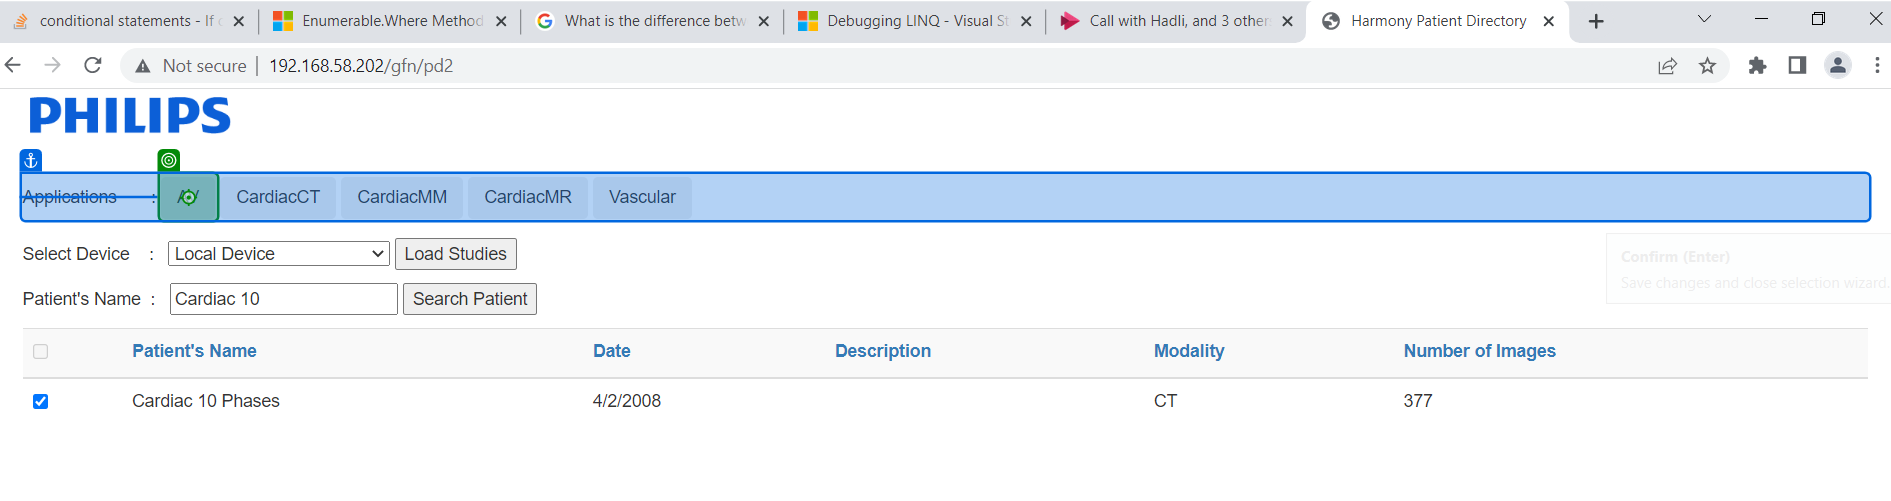 conditional statements - If c
Enumerable.Where Method
What is the difference betw
Debugging LINQ - Visual St
Call with Hadli, and 3 other
Harmony Patient Directory
Not secure 192.168.58.202/gfn/pd2
PHILIPS
Applications : CardiacCT CardiacMM CardiacMR Vascular
Select Device : Local Device Load Studies
Confirm (Enter)
Save changes and close selection wizard.
Patient's Name : Cardiac 10 Search Patient
Patient's Name Date Description Modality Number of Images
Cardiac 10 Phases 4/2/2008 CT 377